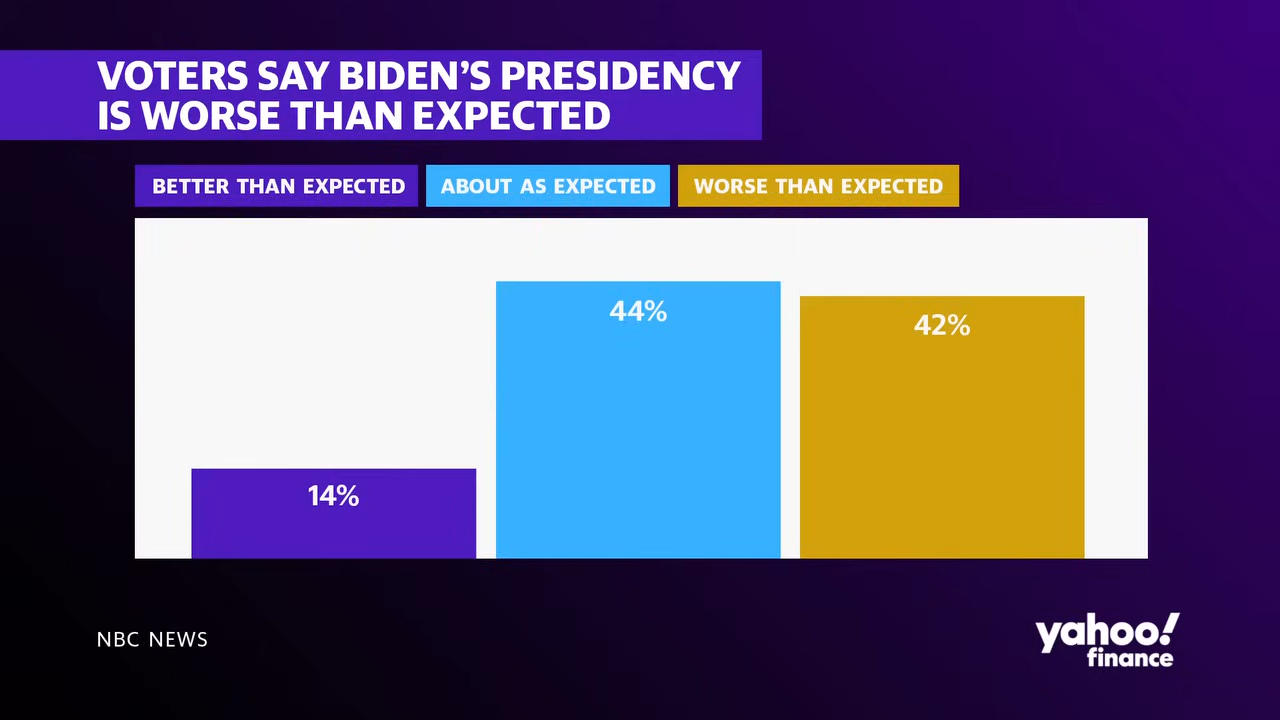 VOTERS SAY BIDEN’S PRESIDENCY
IS WORSE THAN EXPECTED
BETTER THAN EXPECTED
ABOUT AS EXPECTED
WORSE THAN EXPECTED
14%
44%
42%
NBC NEWS
yahoo!
finance